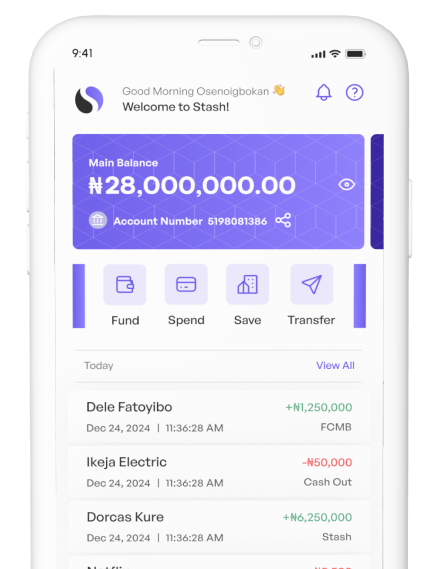 9:41
Good Morning Osenoigbokan 👋
Welcome to Stash!
Main Balance
₦28,000,000.00
Account Number 5198081386
Fund Spend Save Transfer
Today View All
Dele Fatoyibo +₦1,250,000
Dec 24, 2024 | 11:36:28 AM FCMB
Ikeja Electric -₦50,000
Dec 24, 2024 | 11:36:28 AM Cash Out
Dorcas Kure +₦6,250,000
Dec 24, 2024 | 11:36:28 AM Stash